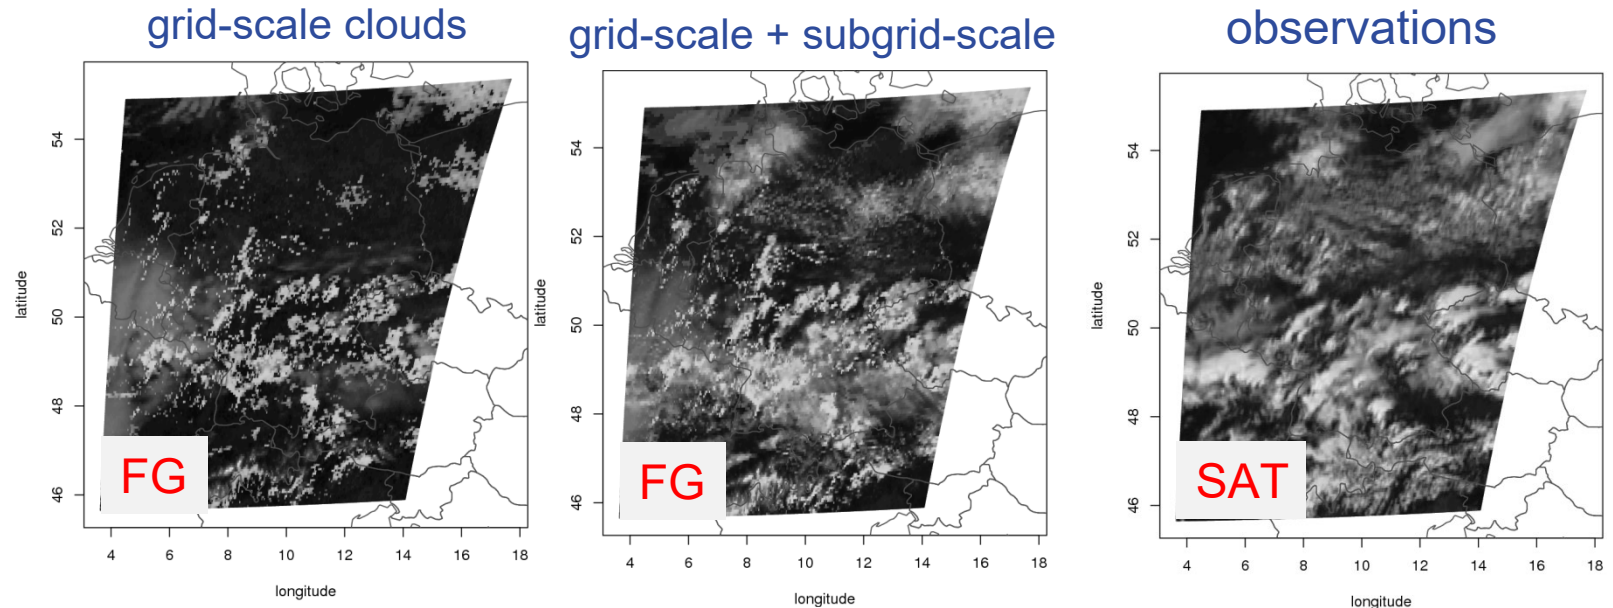 grid-scale clouds
grid-scale + subgrid-scale
observations
latitude
54
52
50
48
46
FG
4 6 8 10 12 14 16 18
longitude
latitude
54
52
50
48
46
FG
4 6 8 10 12 14 16 18
longitude
latitude
54
52
50
48
46
SAT
4 6 8 10 12 14 16 18
longitude